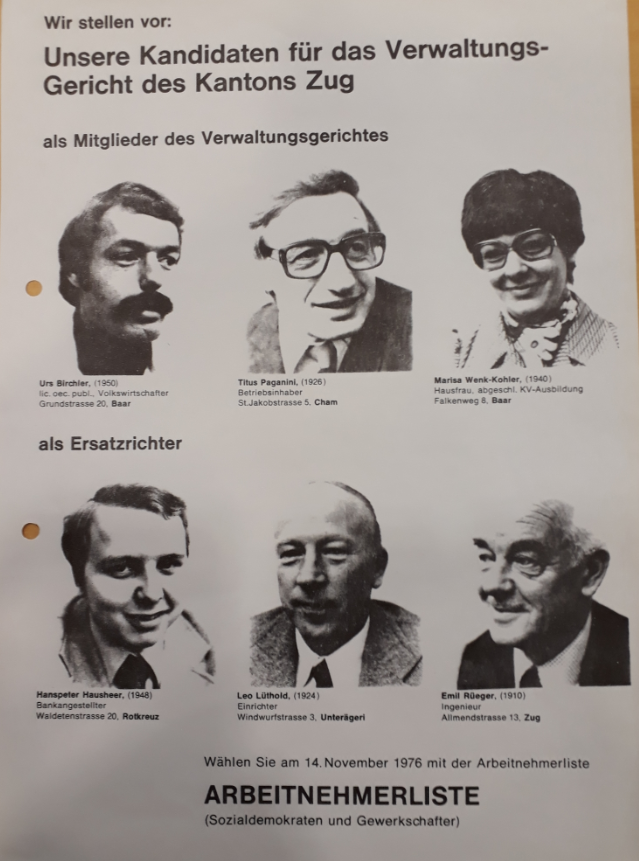 Wir stellen vor:
Unsere Kandidaten für das Verwaltungs-
Gericht des Kantons Zug
als Mitglieder des Verwaltungsgerichtes
Urs Birchler, (1950)
lic. oec. publ., Volkswirtschafter
Grundstrasse 20, Baar
Titus Paganini, (1926)
Betriebsinhaber
St.Jakobstrasse 5, Cham
Marisa Wenk-Kohler, (1940)
Hausfrau, abgeschl. KV-Ausbildung
Falkenweg 8, Baar
als Ersatzrichter
Hanspeter Hausheer, (1948)
Bankangestellter
Waldetenstrasse 20, Rotkreuz
Leo Lüthold, (1924)
Einrichter
Windwurfstrasse 3, Unterägeri
Emil Rüeger, (1910)
Ingenieur
Allmendstrasse 13, Zug
Wählen Sie am 14. November 1976 mit der Arbeitnehmerliste
ARBEITNEHMERLISTE
(Sozialdemokraten und Gewerkschafter)